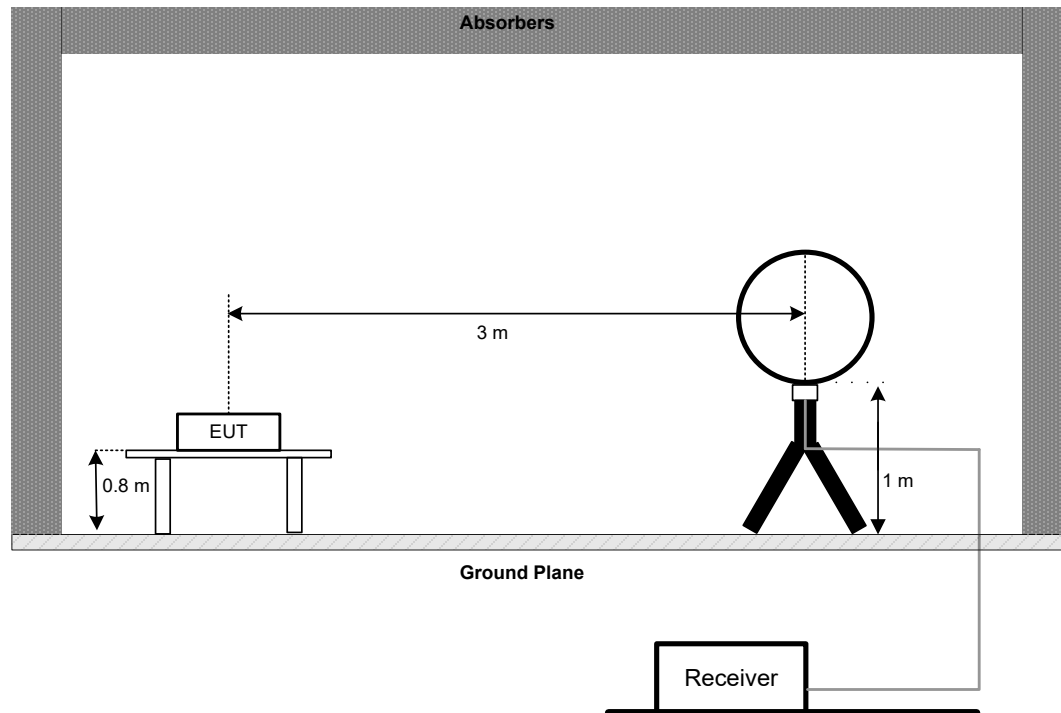 Absorbers
3 m
EUT
0.8 m
1 m
Ground Plane
Receiver